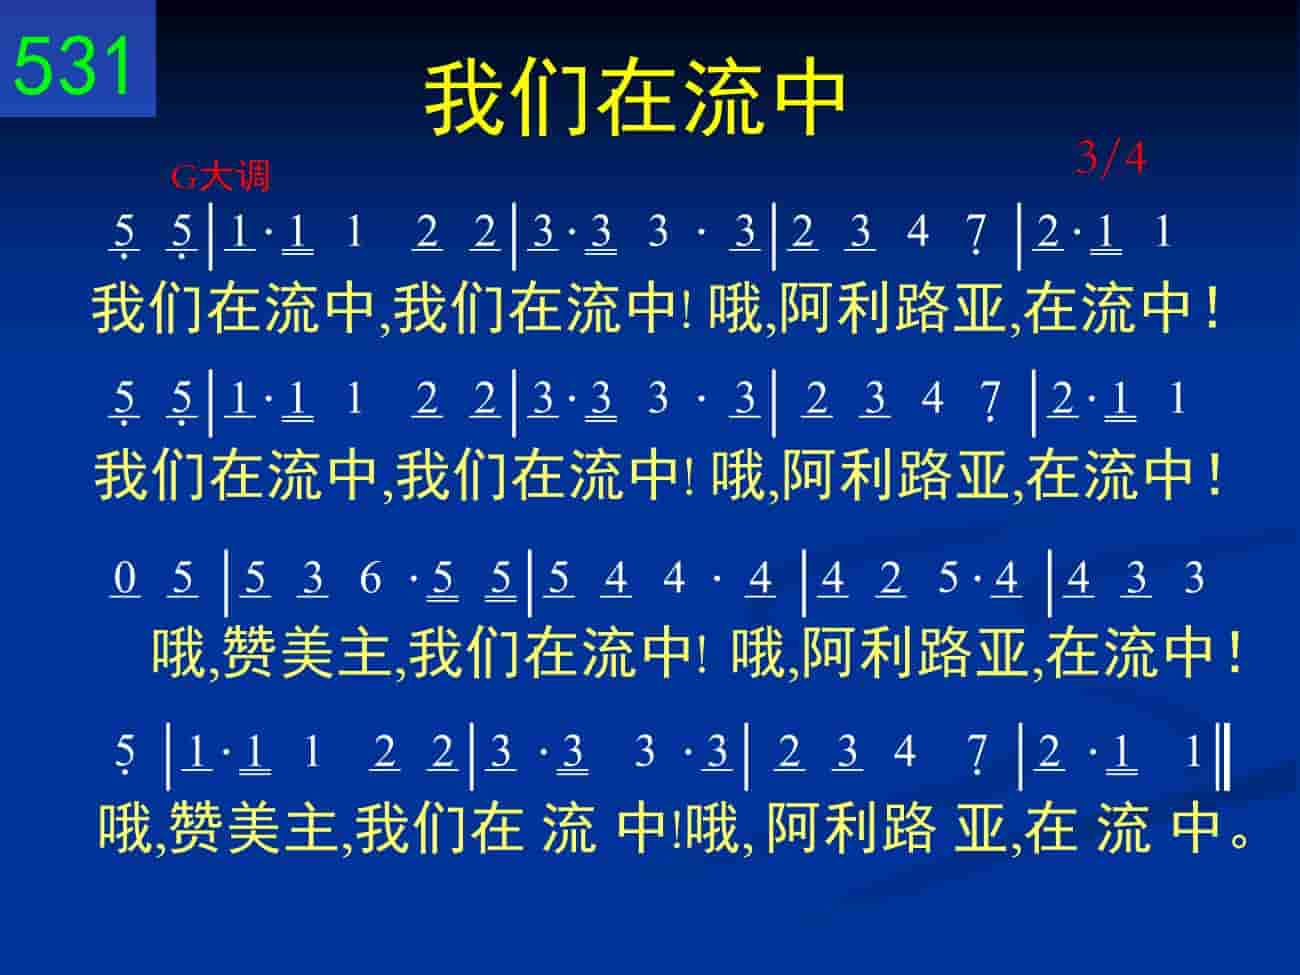 531
我们在流中
G大调
3/4
5 5|1·1 1 2 2|3·3 3 · 3|2 3 4 7|2·1 1
我们在流中,我们在流中! 哦,阿利路亚,在流中!
5 5|1·1 1 2 2|3·3 3 · 3|2 3 4 7|2·1 1
我们在流中,我们在流中! 哦,阿利路亚,在流中!
0 5|5 3 6 ·5 5|5 4 4 · 4|4 2 5·4|4 3 3
哦,赞美主,我们在流中! 哦,阿利路亚,在流中!
5|1·1 1 2 2|3 ·3 3 ·3|2 3 4 7|2 ·1 1‖
哦,赞美主,我们在 流 中!哦, 阿利路 亚,在 流 中。